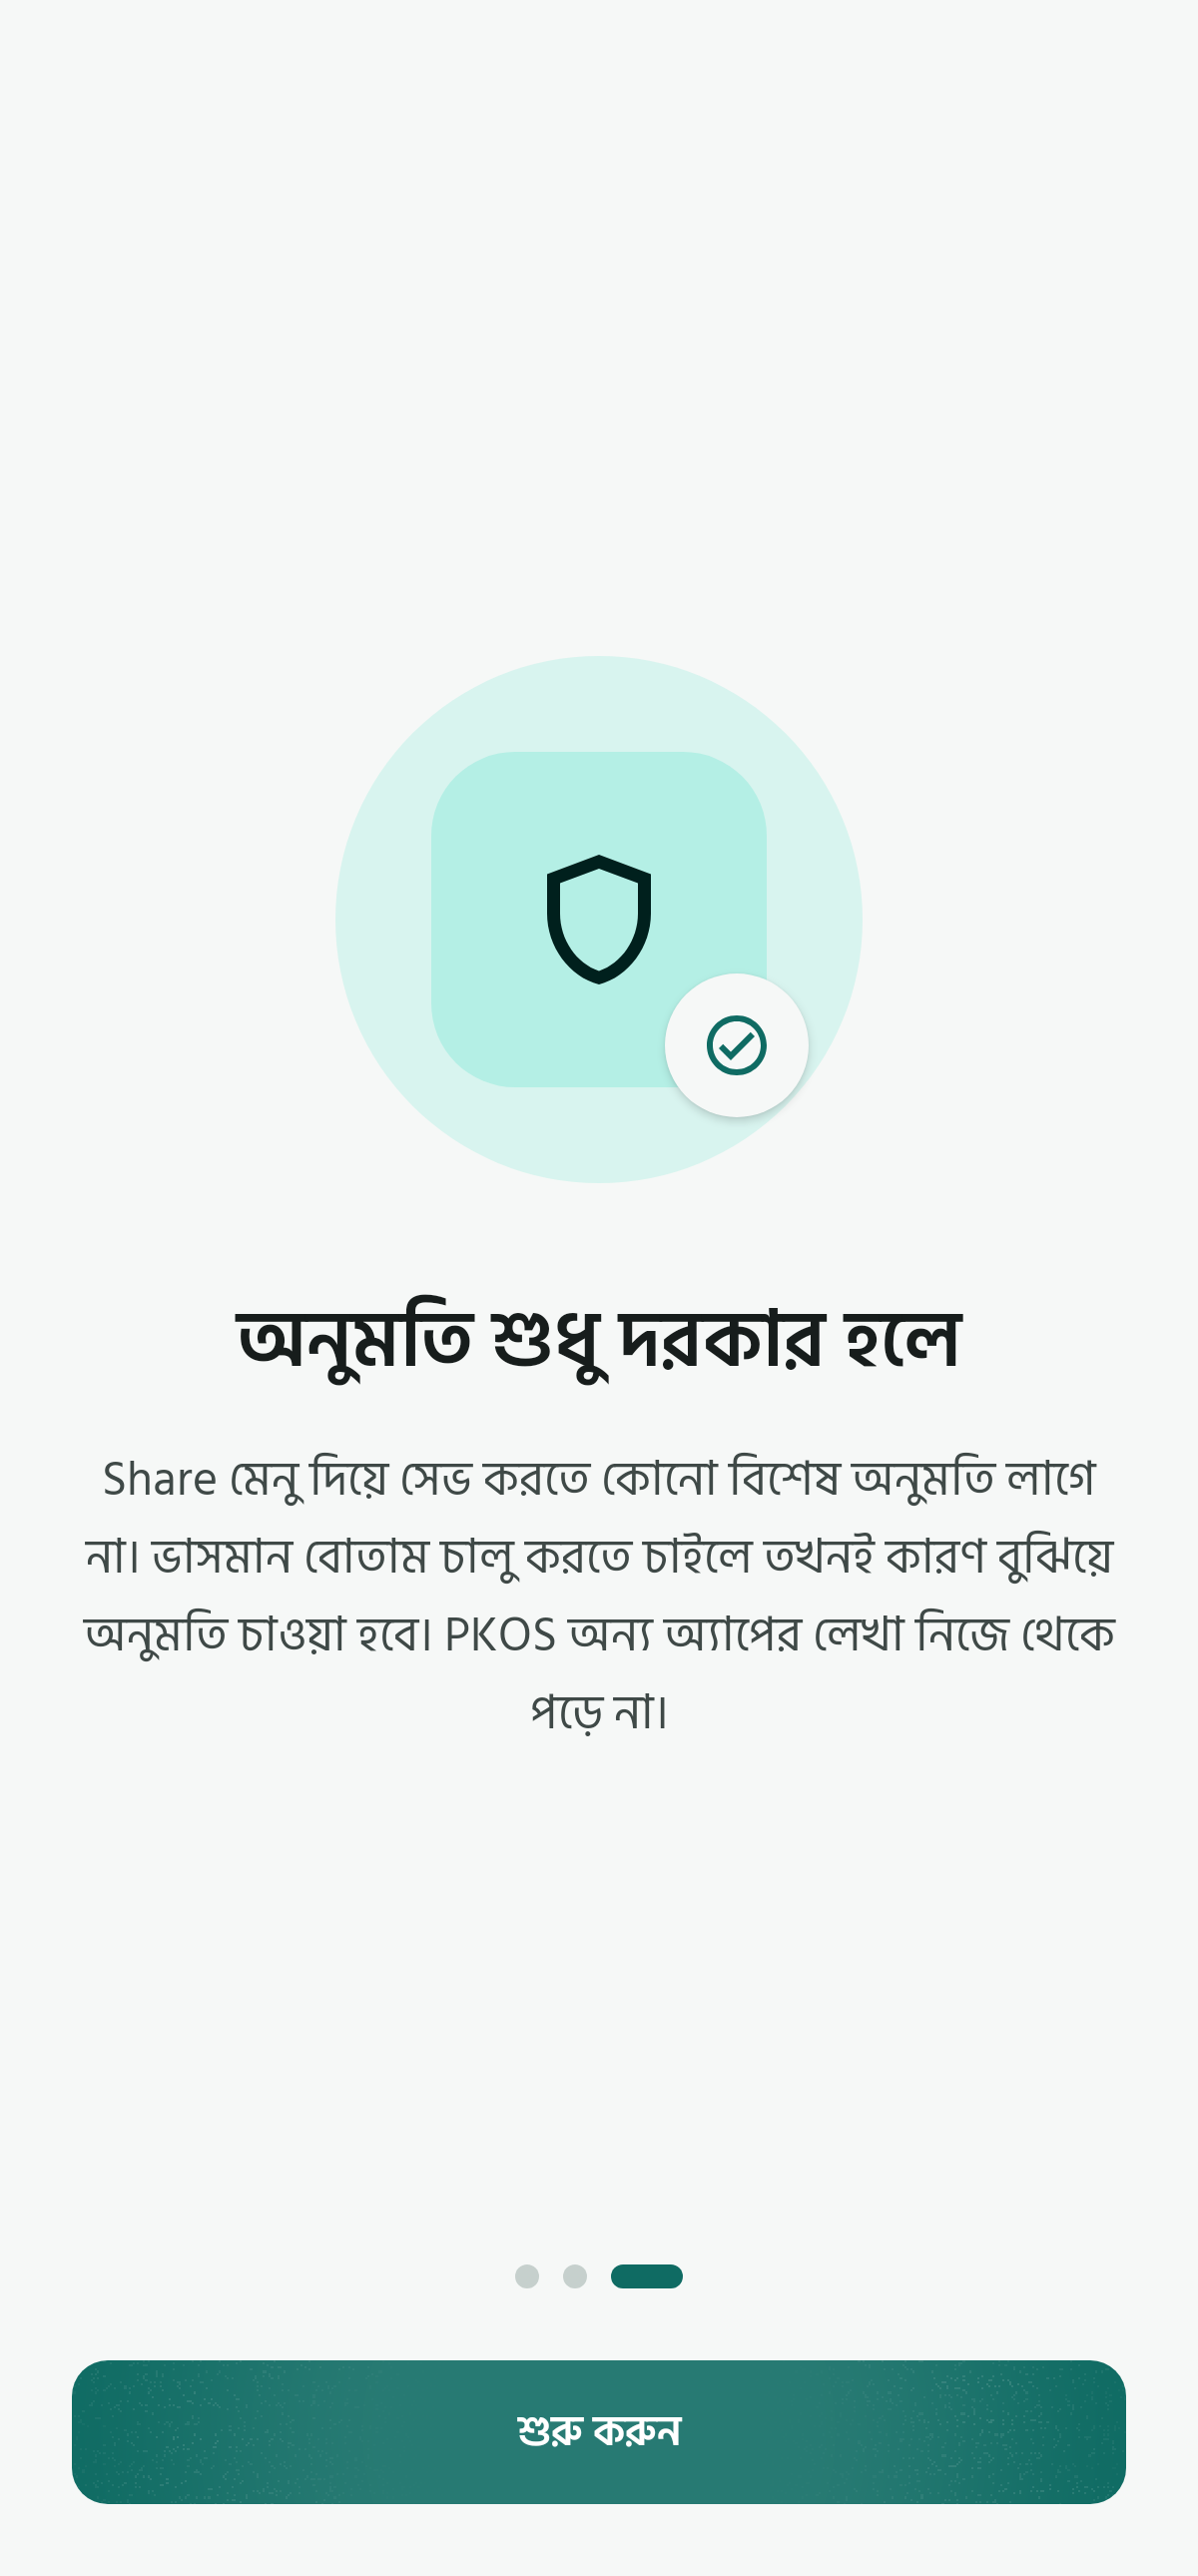 অনুমতি শুধু দরকার হলে
Share মেনু দিয়ে সেভ করতে কোনো বিশেষ অনুমতি লাগে
না। ভাসমান বোতাম চালু করতে চাইলে তখনই কারণ বুঝিয়ে
অনুমতি চাওয়া হবে। PKOS অন্য অ্যাপের লেখা নিজে থেকে
পড়ে না।
শুরু করুন